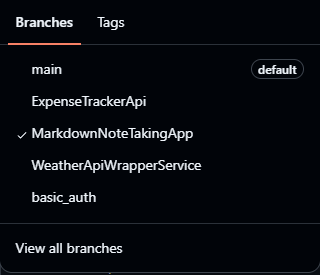 Branches Tags
main default
ExpenseTrackerApi
MarkdownNoteTakingApp
WeatherApiWrapperService
basic_auth
View all branches